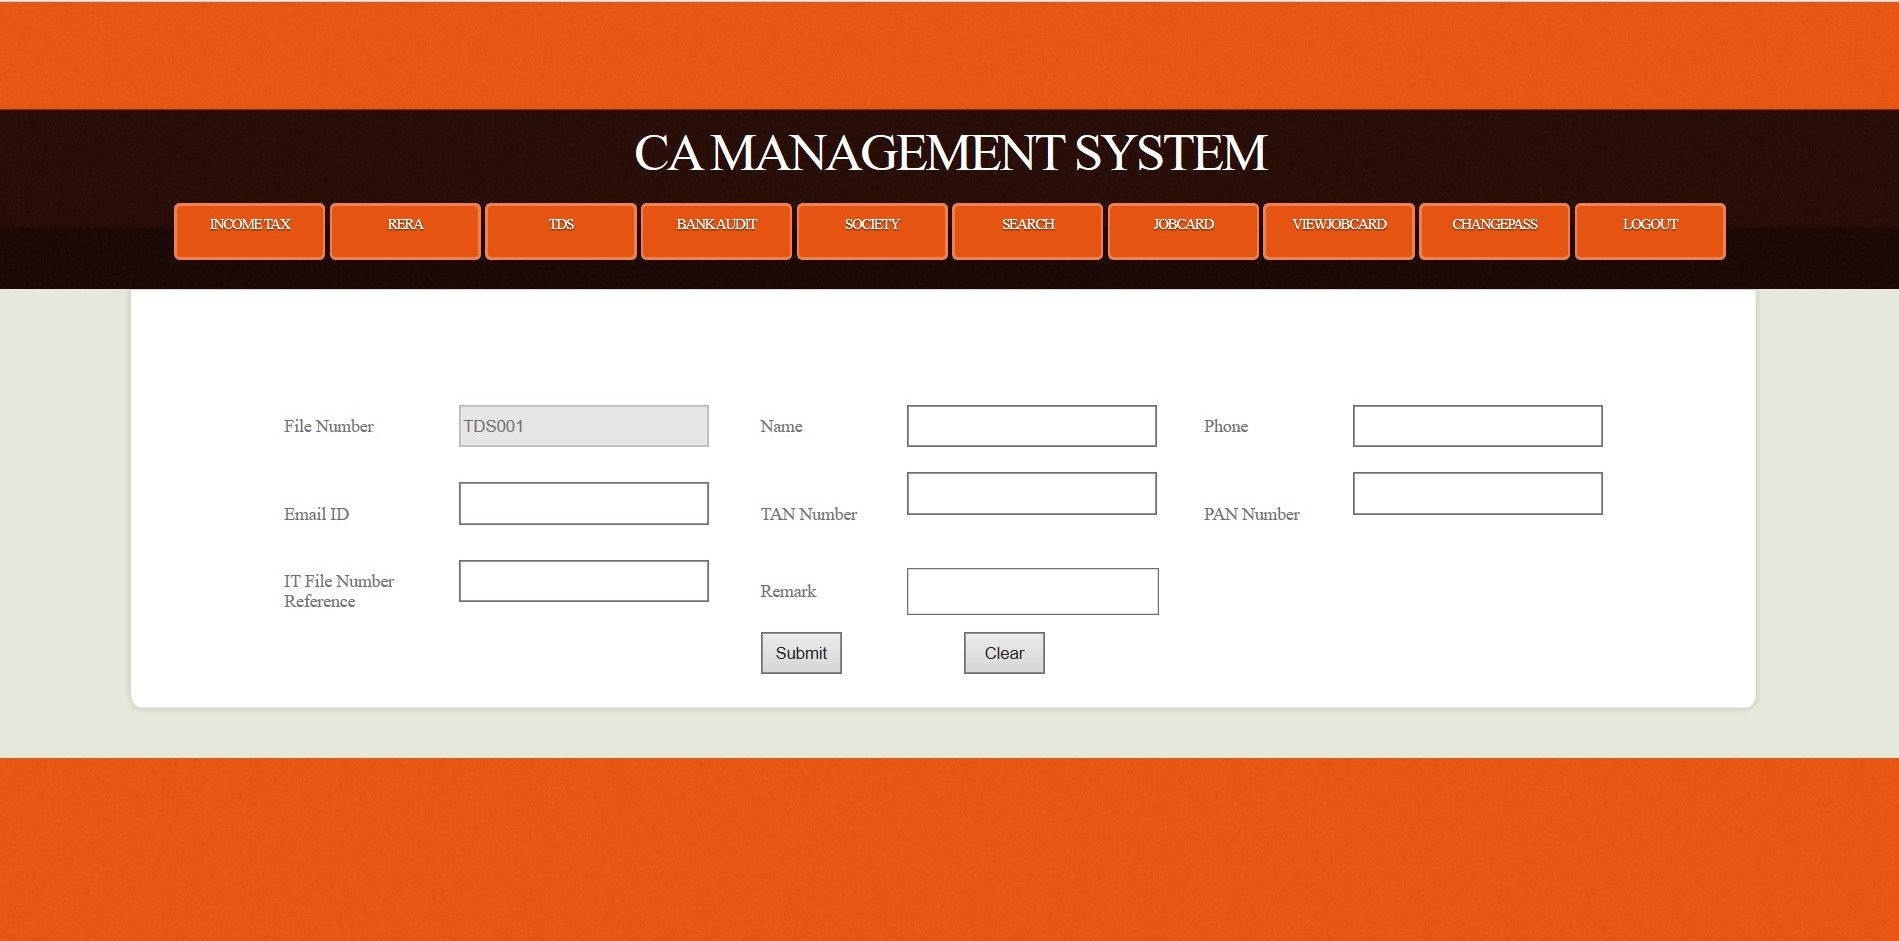 CA MANAGEMENT SYSTEM
INCOME TAX RERA TDS BANK AUDIT SOCIETY SEARCH JOBCARD VIEWJOBCARD CHANGEPASS LOGOUT
File Number TDS001 Name Phone
Email ID TAN Number PAN Number
IT File Number
Reference
Remark
Submit Clear